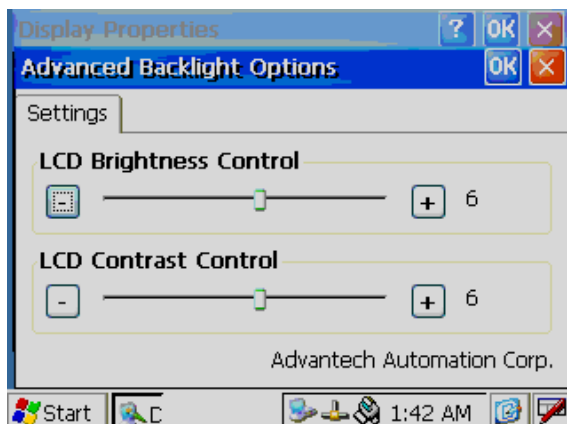 Display Properties ? OK ×
Advanced Backlight Options OK ×
Settings
LCD Brightness Control
- + 6
LCD Contrast Control
- + 6
Advantech Automation Corp.
Start D 1:42 AM